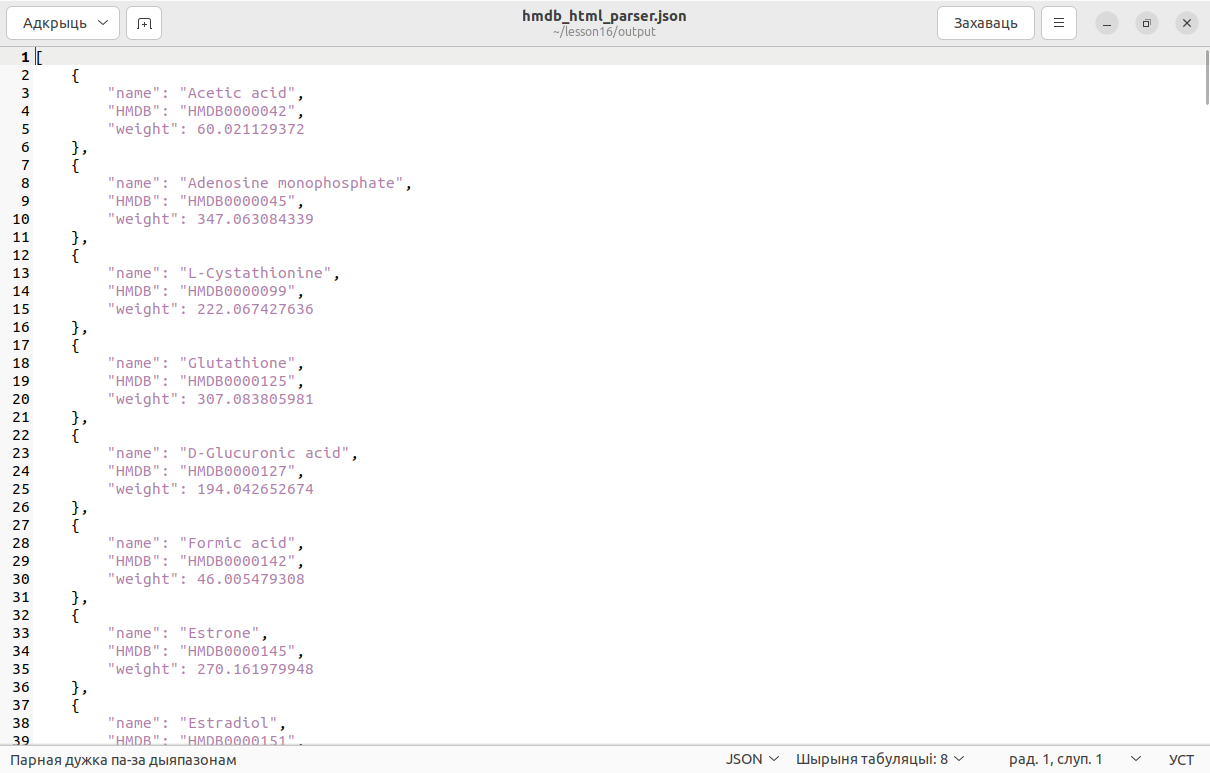 Адкрыць
hmdb_html_parser.json
~/lesson16/output
Захаваць
1 [
2     {
3         "name": "Acetic acid",
4         "HMDB": "HMDB0000042",
5         "weight": 60.021129372
6     },
7     {
8         "name": "Adenosine monophosphate",
9         "HMDB": "HMDB0000045",
10         "weight": 347.063084339
11     },
12     {
13         "name": "L-Cystathionine",
14         "HMDB": "HMDB0000099",
15         "weight": 222.067427636
16     },
17     {
18         "name": "Glutathione",
19         "HMDB": "HMDB0000125",
20         "weight": 307.083805981
21     },
22     {
23         "name": "D-Glucuronic acid",
24         "HMDB": "HMDB0000127",
25         "weight": 194.042652674
26     },
27     {
28         "name": "Formic acid",
29         "HMDB": "HMDB0000142",
30         "weight": 46.005479308
31     },
32     {
33         "name": "Estrone",
34         "HMDB": "HMDB0000145",
35         "weight": 270.161979948
36     },
37     {
38         "name": "Estradiol",
39         "HMDB": "HMDB0000151",
Парная дужка па-за дыяпазонам JSON Шырыня табуляцыі: 8 рад. 1, слуп. 1 УСТ